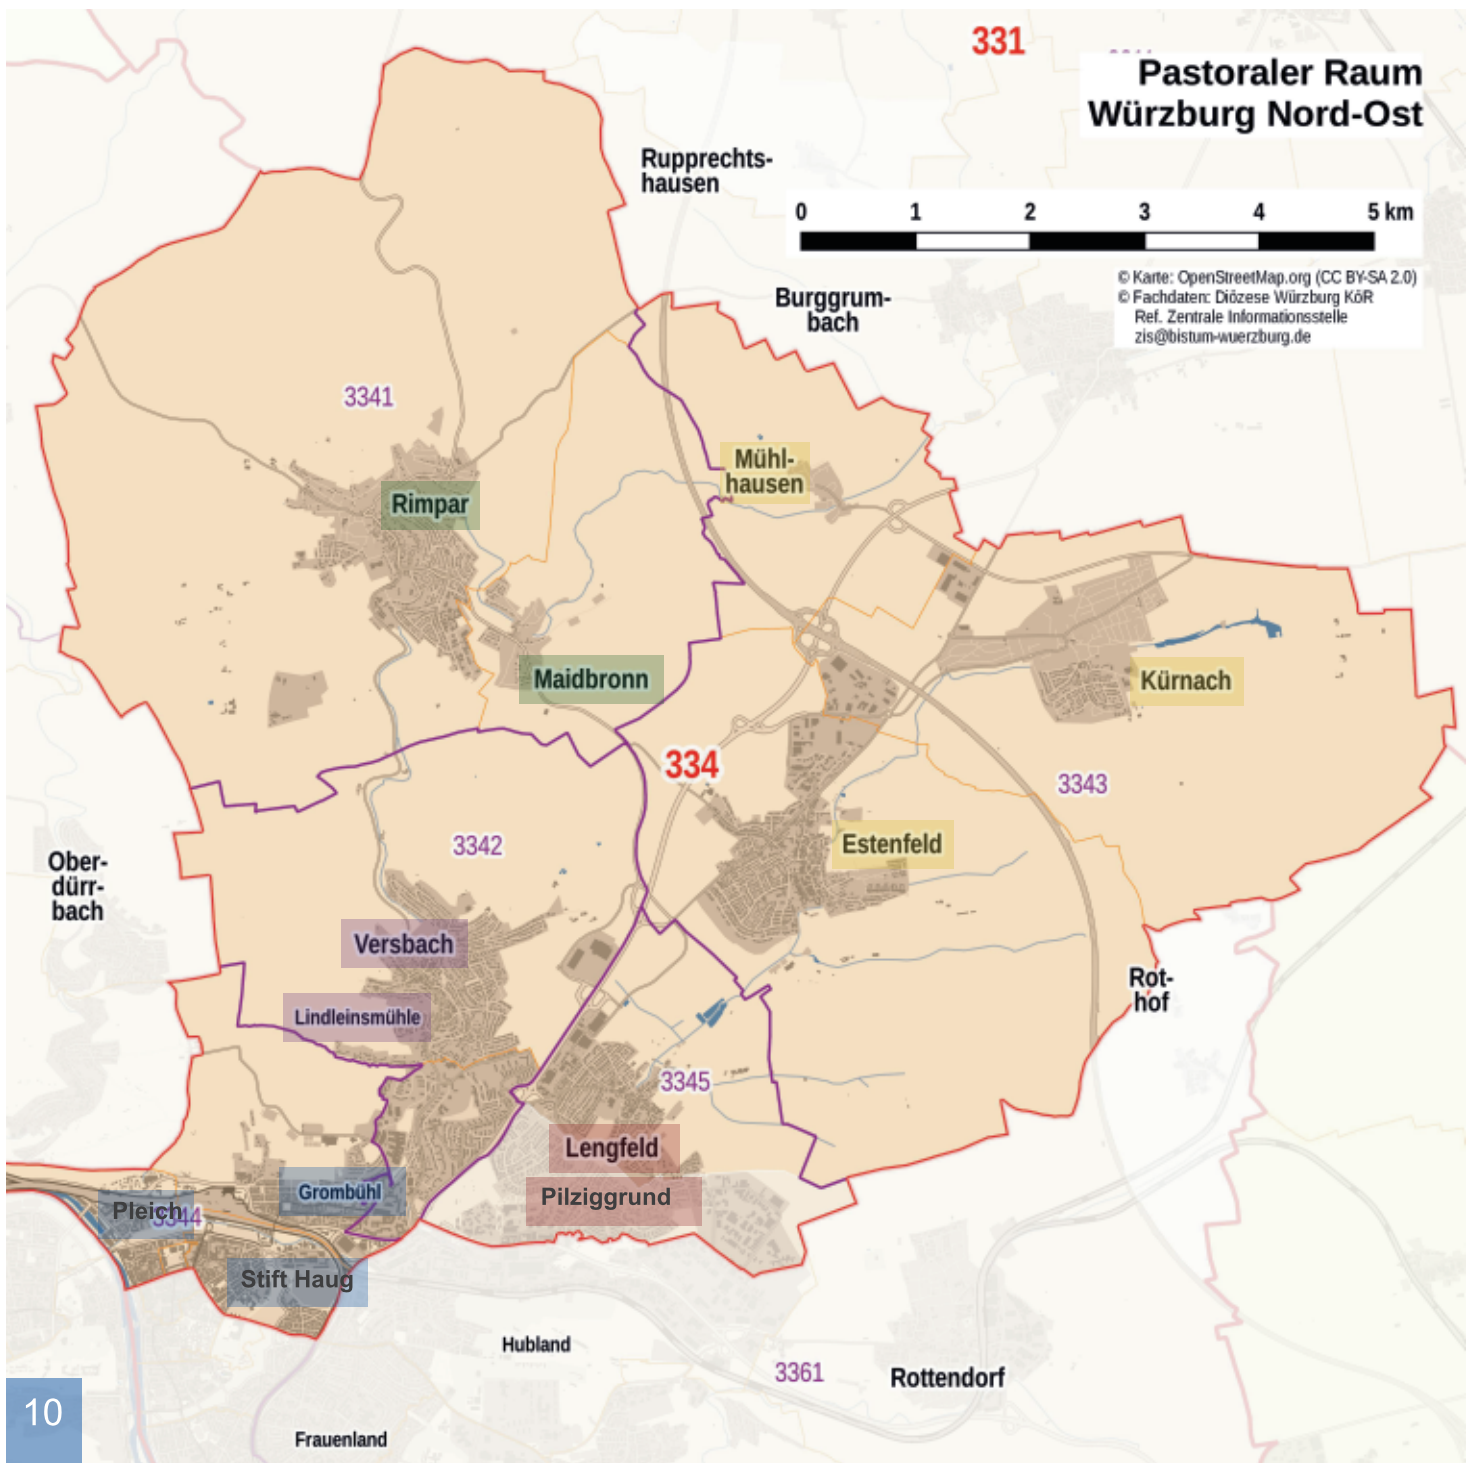 331
Pastoraler Raum
Würzburg Nord-Ost
Rupprechts-
hausen
0 1 2 3 4 5 km
© Karte: OpenStreetMap.org (CC BY-SA 2.0)
© Fachdaten: Diözese Würzburg KöR
Ref. Zentrale Informationsstelle
zis@bistum-wuerzburg.de
Burggrum-
bach
3341
Mühl-
hausen
Rimpar
Maidbronn
Kürnach
334
3343
3342
Estenfeld
Ober-
dürr-
bach
Versbach
Rot-
hof
Lindleinsmühle
3345
Lengfeld
Grombühl
Pilziggrund
Pleich
3344
Stift Haug
Hubland
3361
Rottendorf
10
Frauenland